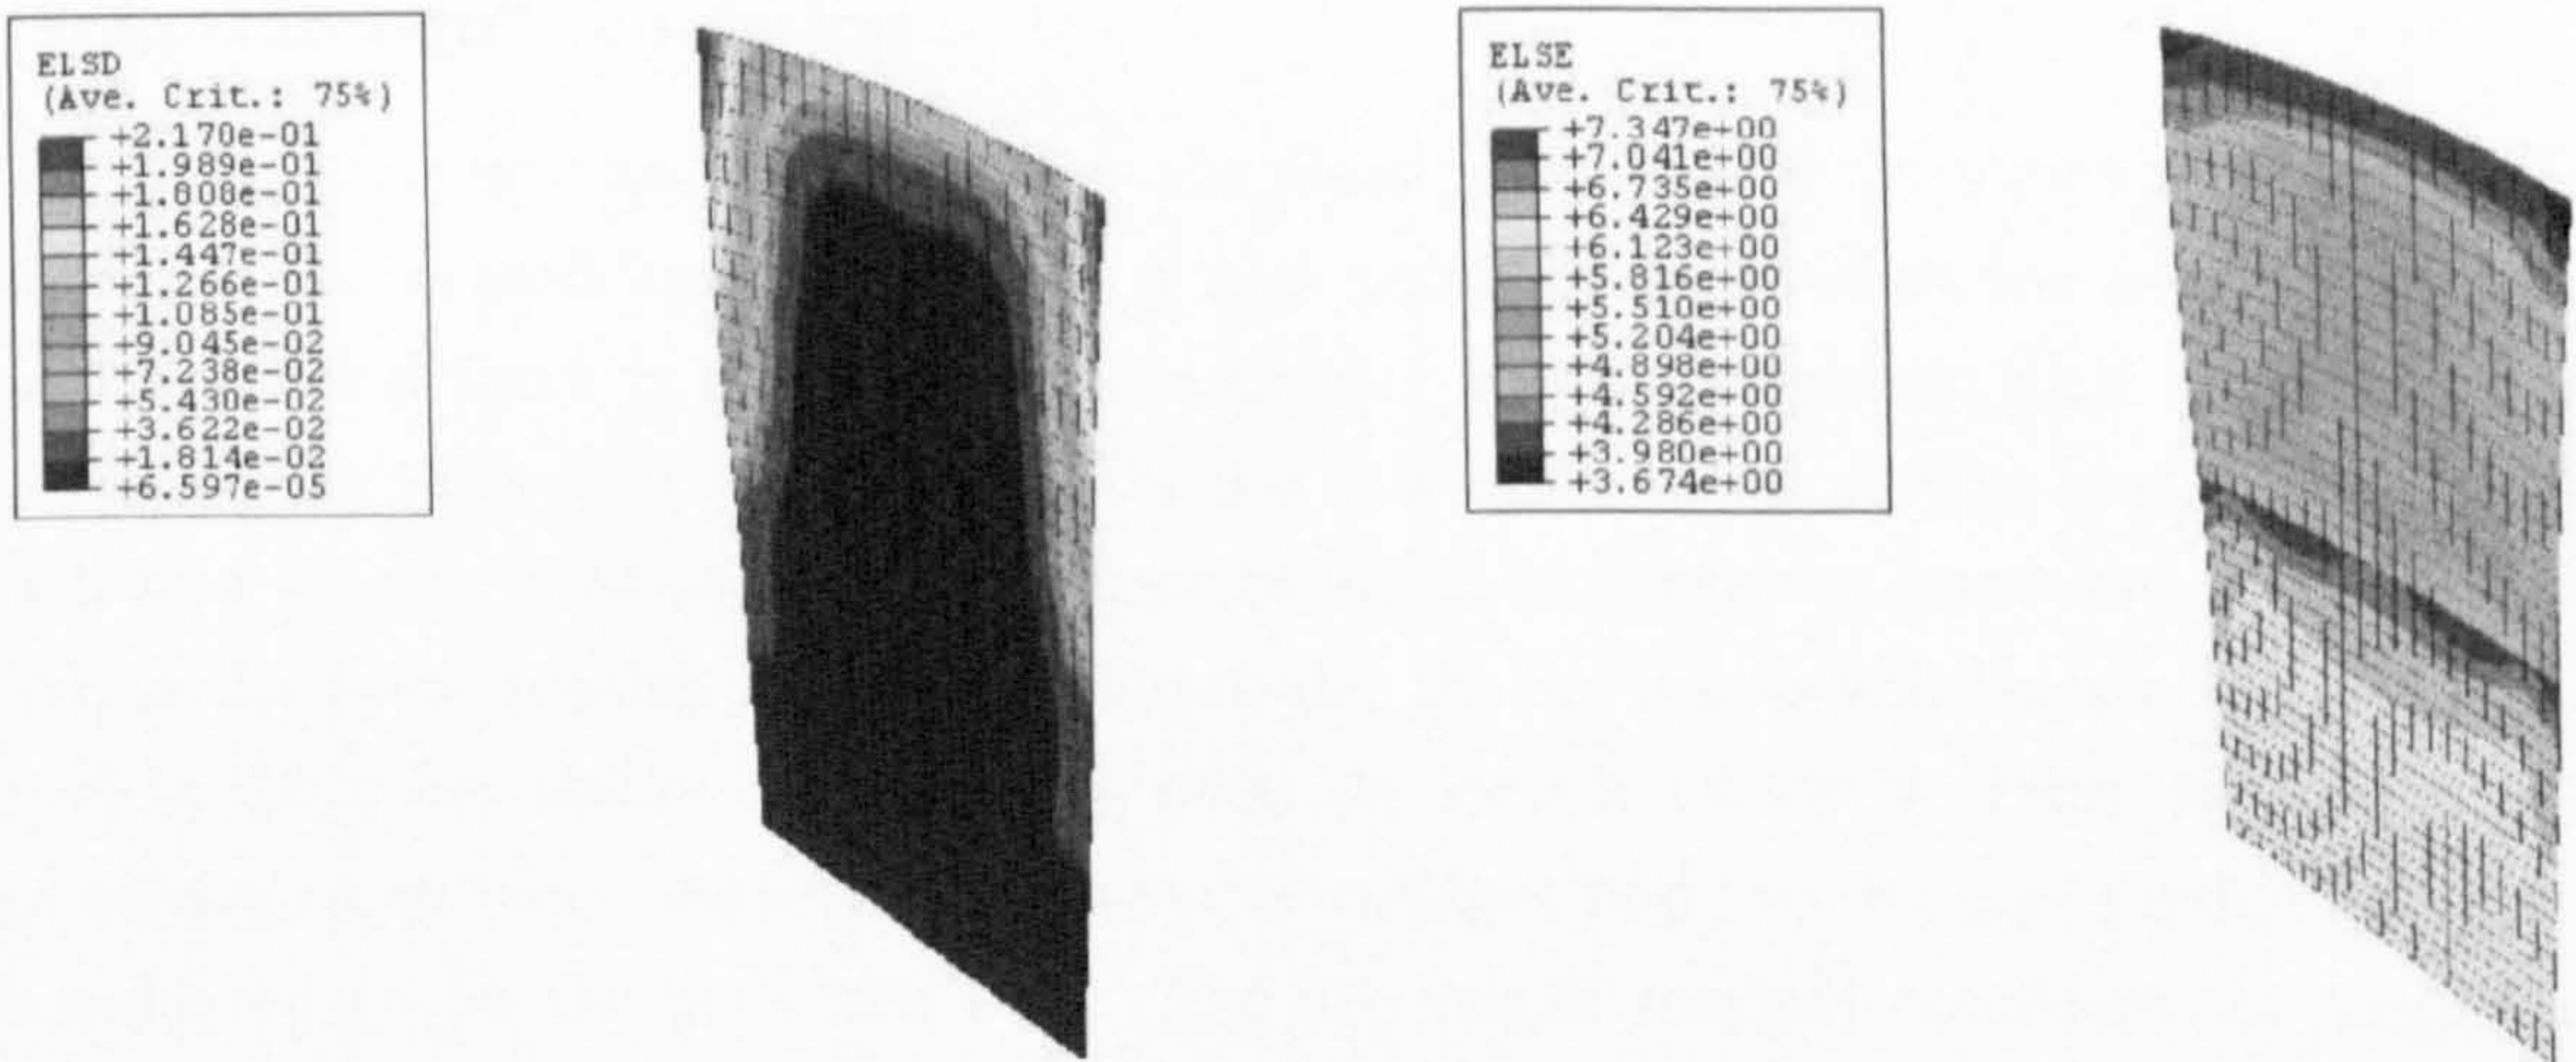 ELSD
(Ave. Crit.: 75%)
+2.170e-01
+1.989e-01
+1.808e-01
+1.628e-01
+1.447e-01
+1.266e-01
+1.085e-01
+9.045e-02
+7.238e-02
+5.430e-02
+3.622e-02
+1.814e-02
+6.597e-05
ELSE
(Ave. Crit.: 75%)
+7.347e+00
+7.041e+00
+6.735e+00
+6.429e+00
+6.123e+00
+5.816e+00
+5.510e+00
+5.204e+00
+4.898e+00
+4.592e+00
+4.286e+00
+3.980e+00
+3.674e+00